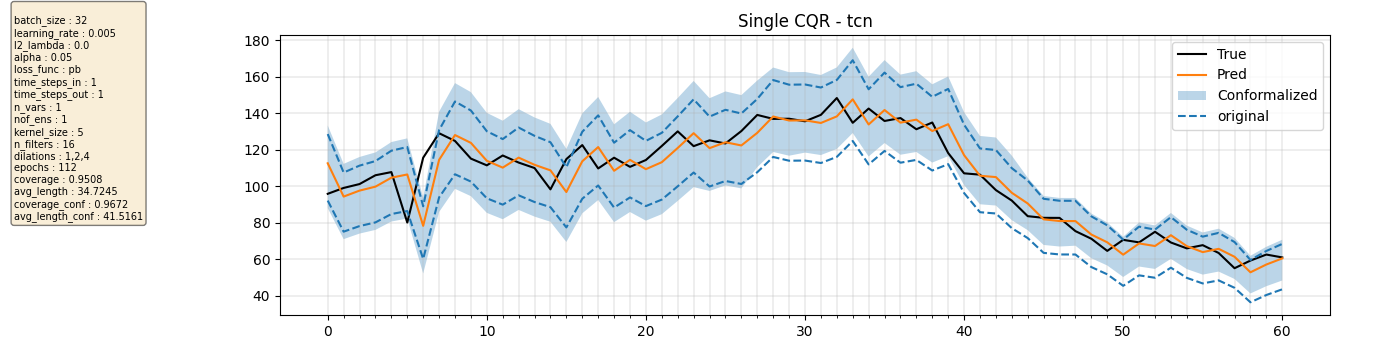 batch_size : 32
learning_rate : 0.005
l2_lambda : 0.0
alpha : 0.05
loss_func : pb
time_steps_in : 1
time_steps_out : 1
n_vars : 1
nof_ens : 1
kernel_size : 5
n_filters : 16
dilations : 1,2,4
epochs : 112
coverage : 0.9508
avg_length : 34.7245
coverage_conf : 0.9672
avg_length_conf : 41.5161
Single CQR - tcn
180
160
140
120
100
80
60
40
True
Pred
Conformalized
original
0 10 20 30 40 50 60